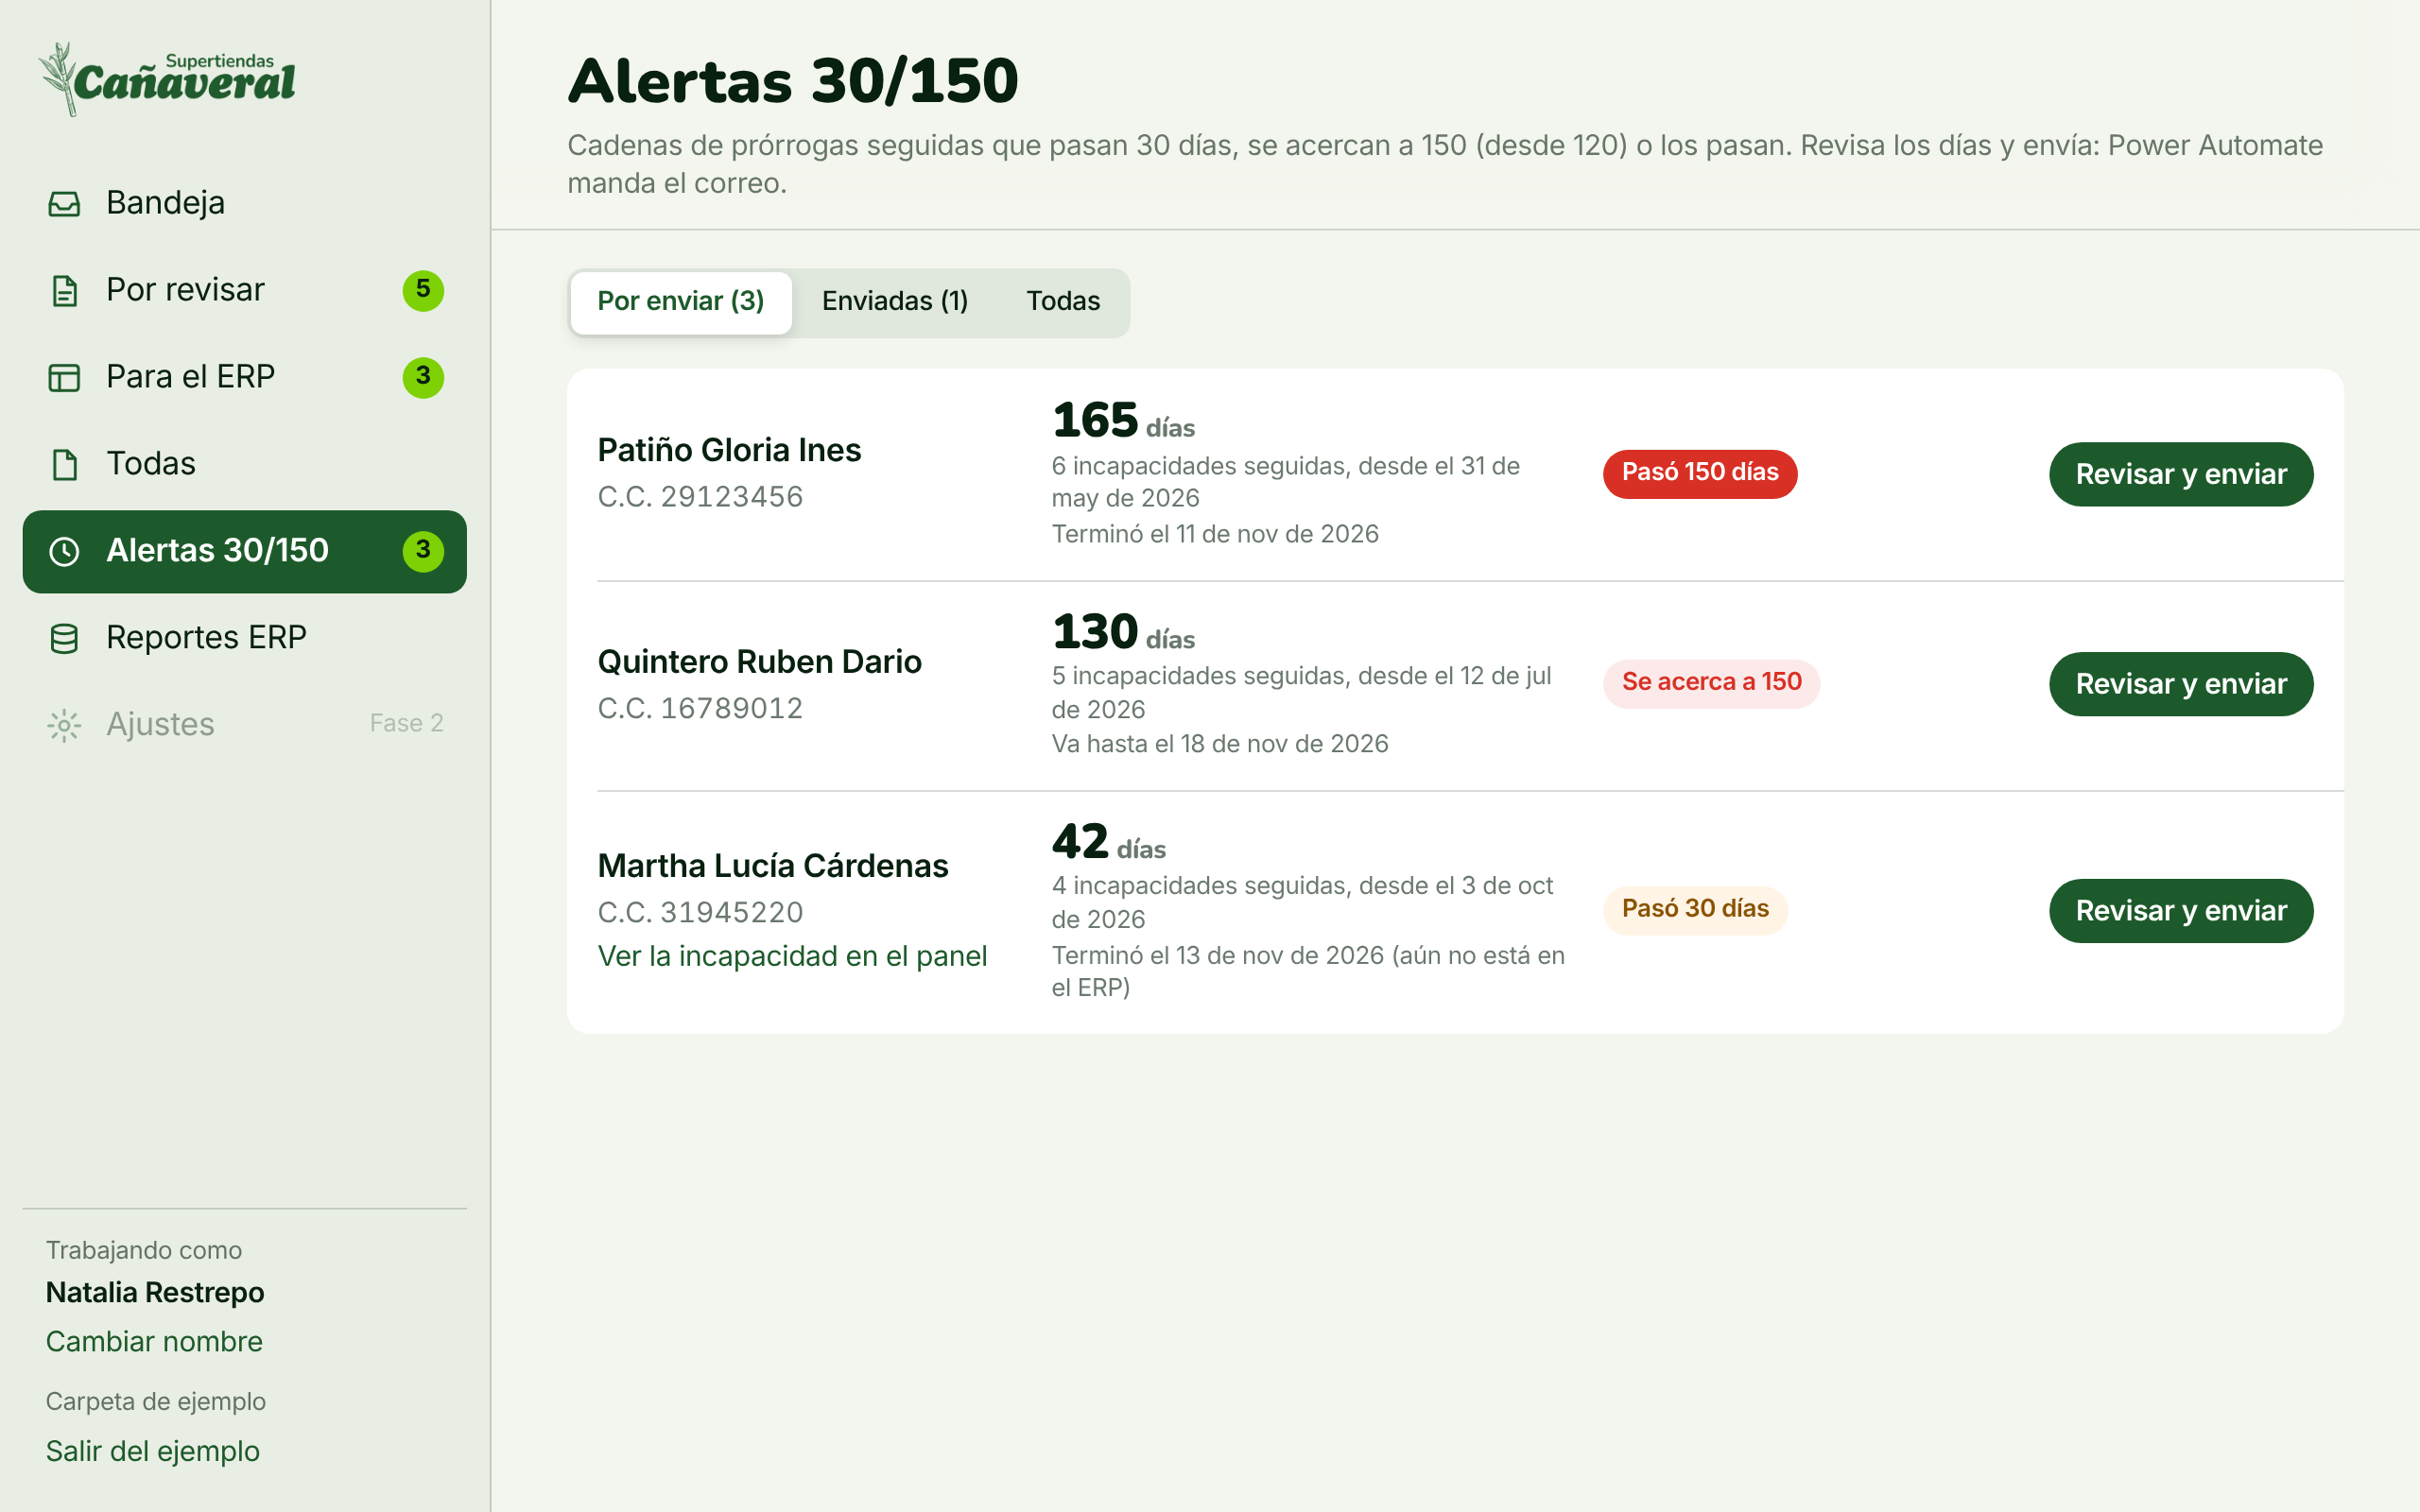 Supertiendas
Cañaveral
Bandeja
Por revisar 5
Para el ERP 3
Todas
Alertas 30/150 3
Reportes ERP
Ajustes Fase 2
Trabajando como
Natalia Restrepo
Cambiar nombre
Carpeta de ejemplo
Salir del ejemplo
Alertas 30/150
Cadenas de prórrogas seguidas que pasan 30 días, se acercan a 150 (desde 120) o los pasan. Revisa los días y envía: Power Automate
manda el correo.
Por enviar (3) Enviadas (1) Todas
Patiño Gloria Ines
C.C. 29123456
165 días
6 incapacidades seguidas, desde el 31 de
may de 2026
Terminó el 11 de nov de 2026
Pasó 150 días
Revisar y enviar
Quintero Ruben Dario
C.C. 16789012
130 días
5 incapacidades seguidas, desde el 12 de jul
de 2026
Va hasta el 18 de nov de 2026
Se acerca a 150
Revisar y enviar
Martha Lucía Cárdenas
C.C. 31945220
Ver la incapacidad en el panel
42 días
4 incapacidades seguidas, desde el 3 de oct
de 2026
Terminó el 13 de nov de 2026 (aún no está en
el ERP)
Pasó 30 días
Revisar y enviar